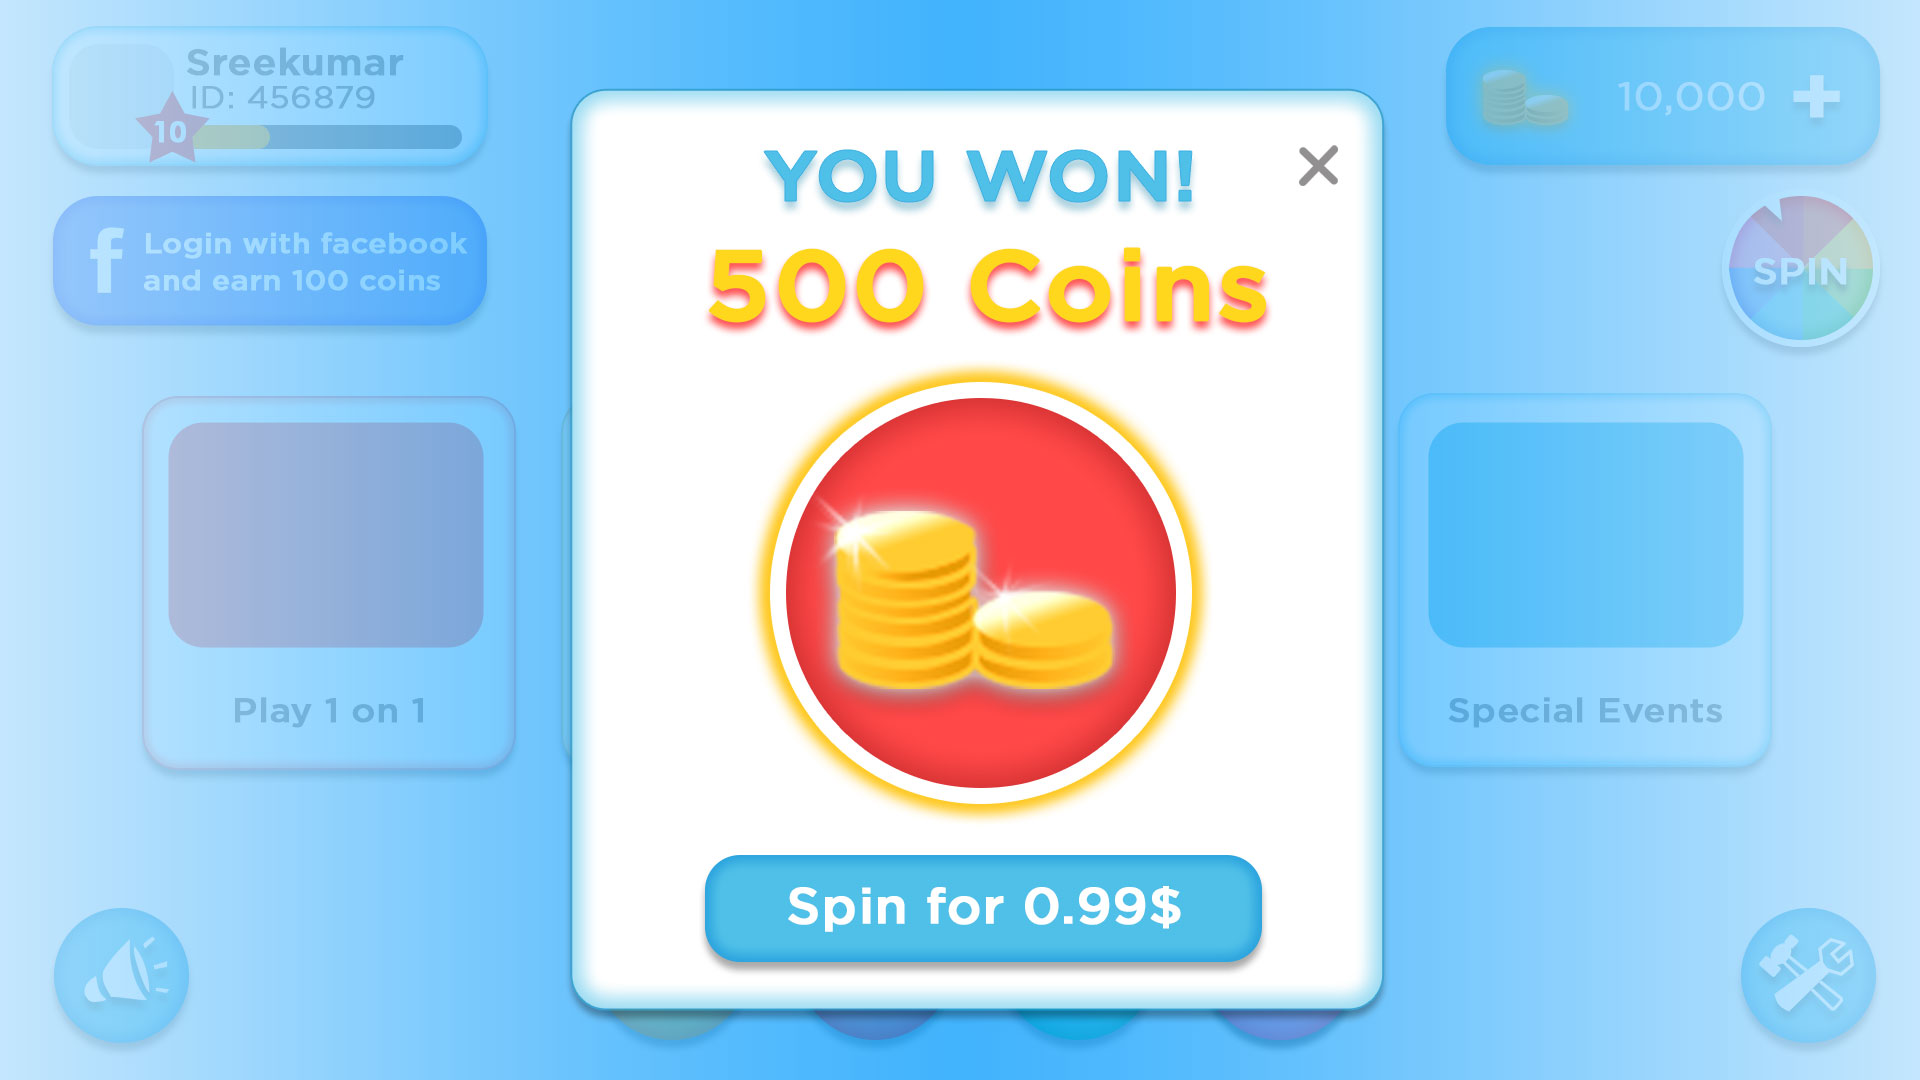 Sreekumar
ID: 456879
10
Login with facebook
and earn 100 coins
10,000
SPIN
YOU WON!
500 Coins
Spin for 0.99$
Play 1 on 1
Special Events